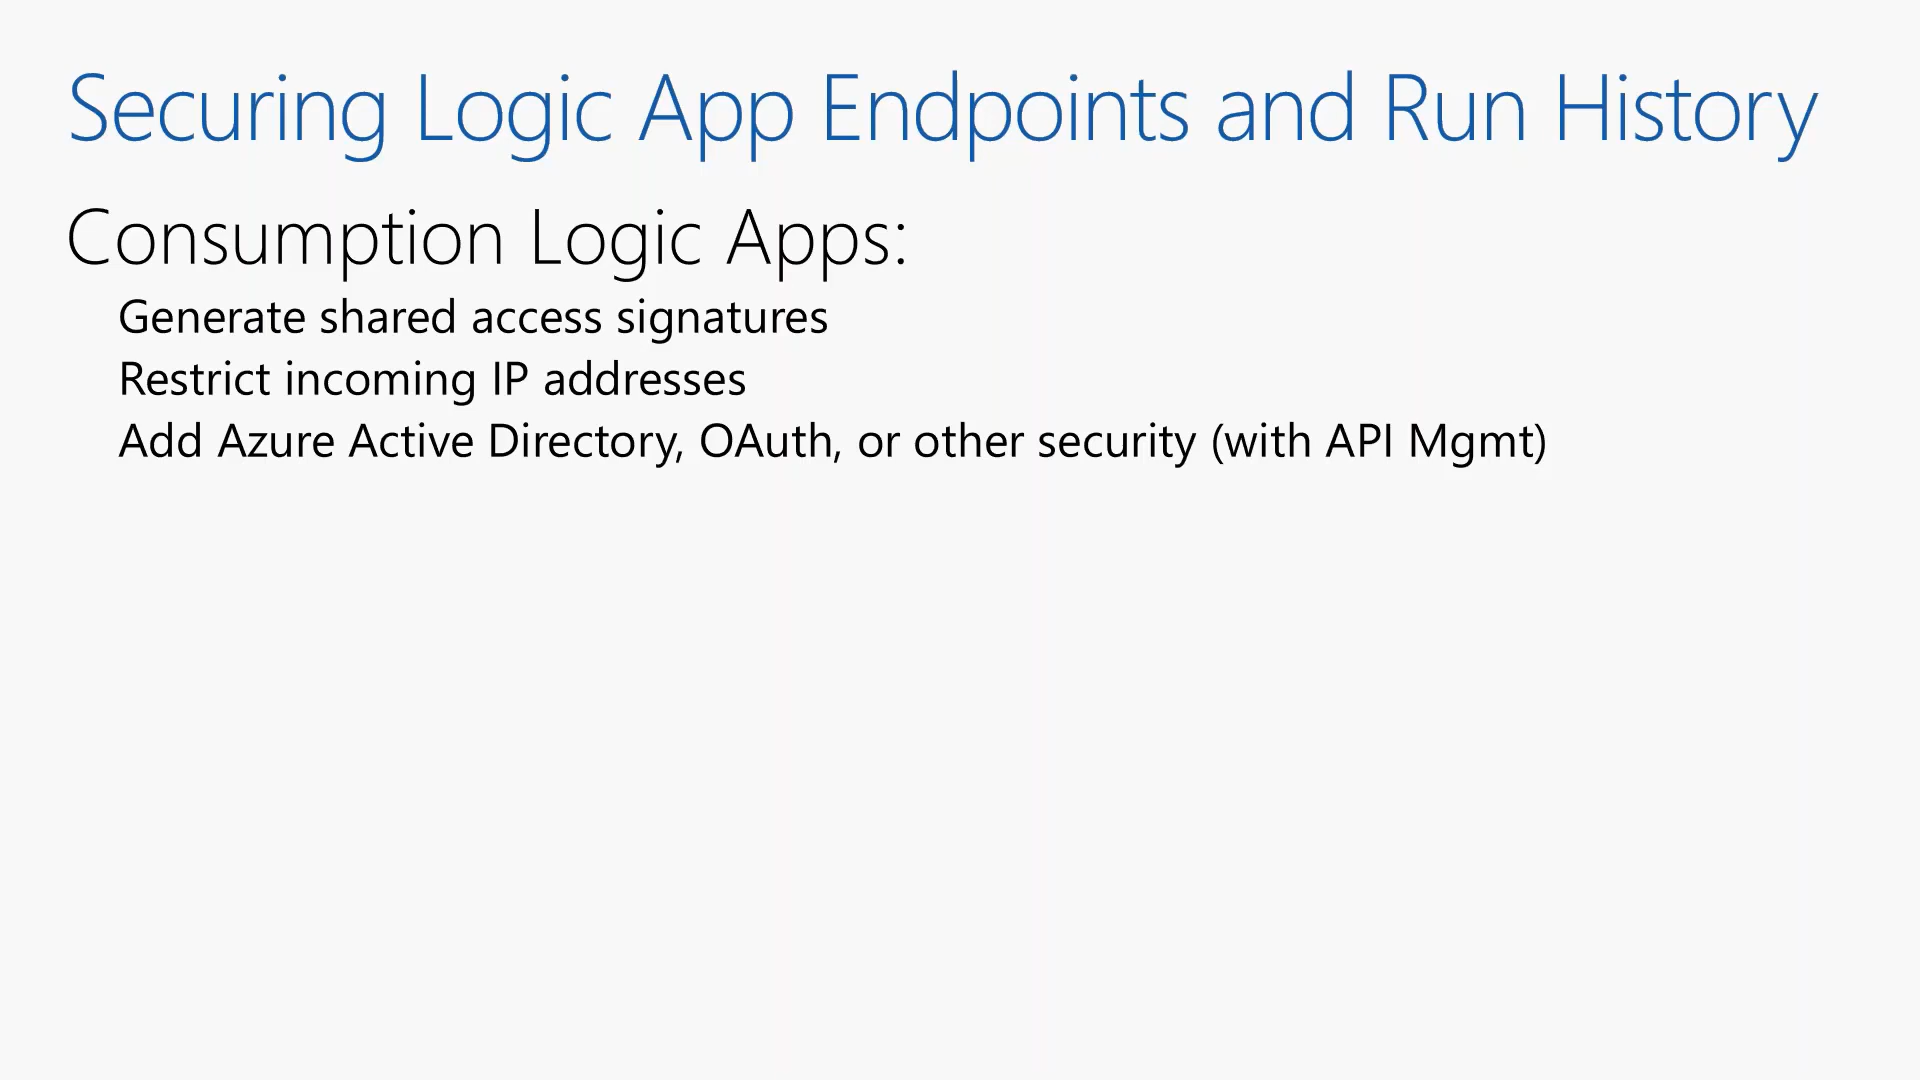 Securing Logic App Endpoints and Run History
Consumption Logic Apps:
Generate shared access signatures
Restrict incoming IP addresses
Add Azure Active Directory, OAuth, or other security (with API Mgmt)